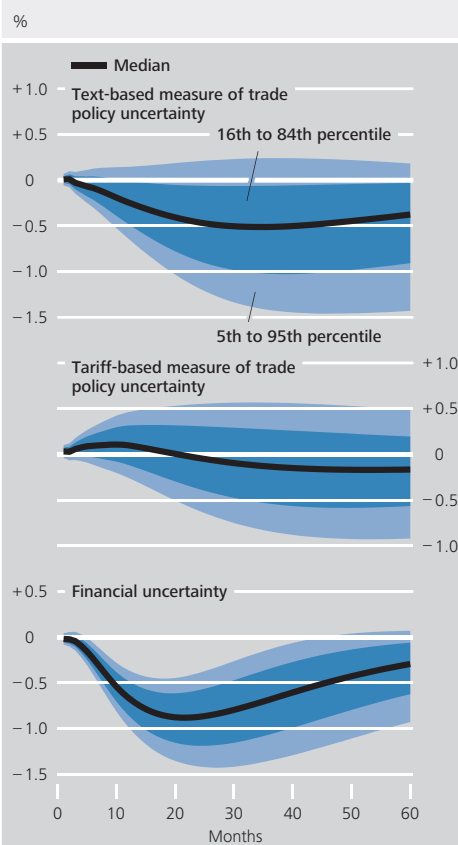 %
Median
Text-based measure of trade
policy uncertainty
16th to 84th percentile
+1.0
+0.5
0
−0.5
−1.0
−1.5
5th to 95th percentile
Tariff-based measure of trade
policy uncertainty
+1.0
+0.5
0
−0.5
−1.0
Financial uncertainty
+0.5
0
−0.5
−1.0
−1.5
0 10 20 30 40 50 60
Months